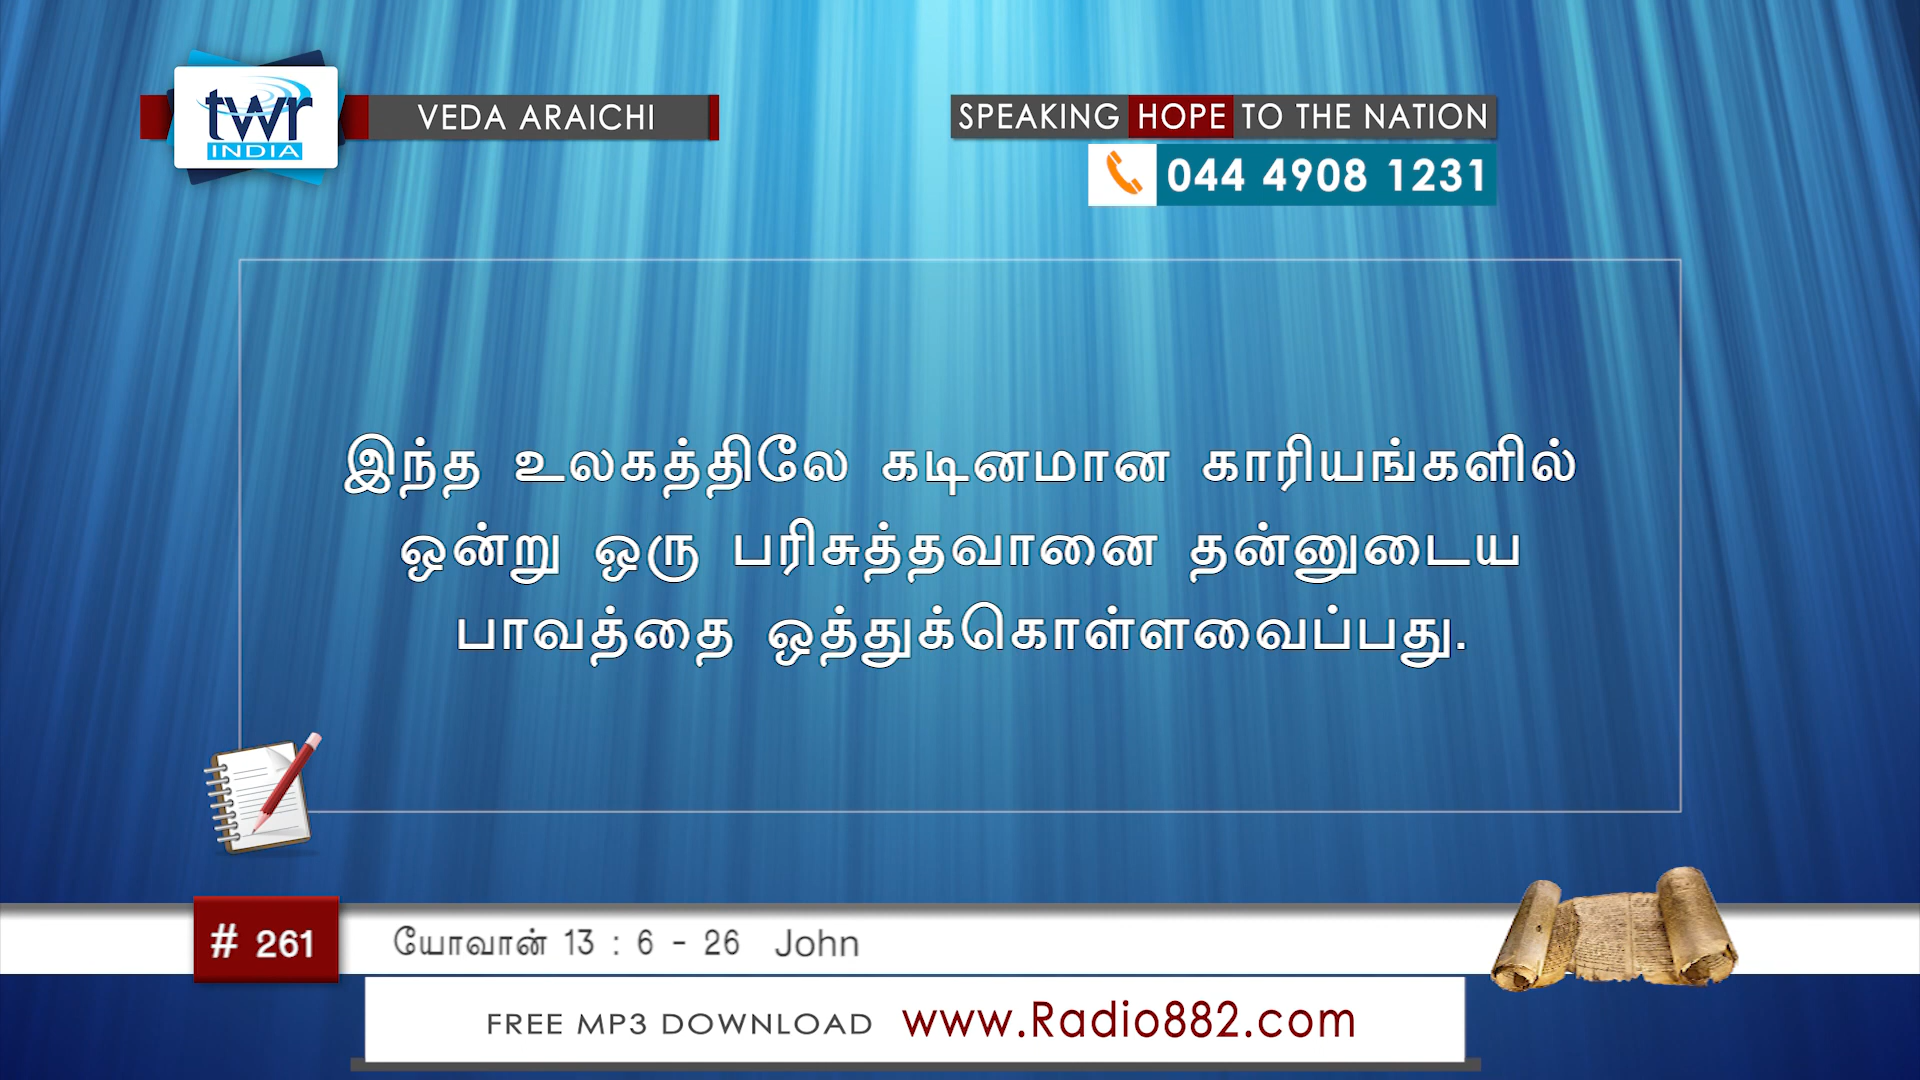 twr
INDIA
VEDA ARAICHI
SPEAKING HOPE TO THE NATION
044 4908 1231
இந்த உலகத்திலே கடினமான காரியங்களில்
ஒன்று ஒரு பரிசுத்தவானை தன்னுடைய
பாவத்தை ஒத்துக்கொள்ளவைப்பது.
# 261
யோவான் 13 : 6 - 26 John
FREE MP3 DOWNLOAD www.Radio882.com